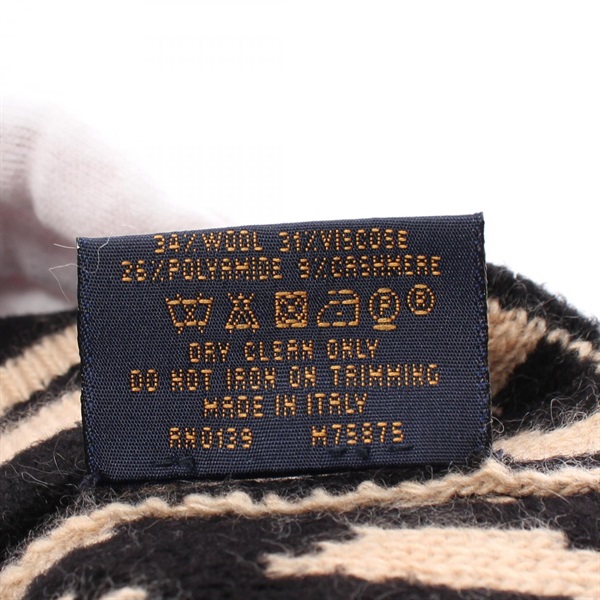 34% WOOL 31% VISCOSE
26% POLYAMIDE 9% CASHMERE
P R
DRY CLEAN ONLY
DO NOT IRON ON TRIMMING
MADE IN ITALY
AN0139 M75875